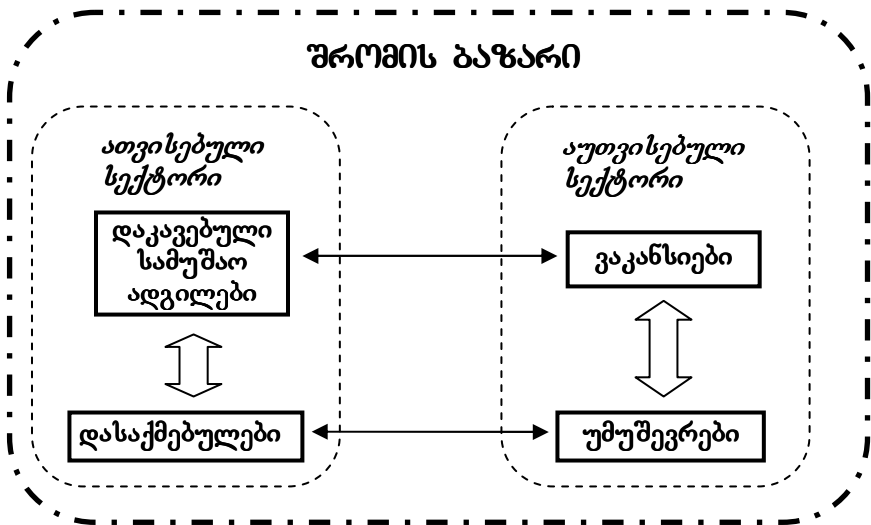 შრომის ბაზარი
ათვისებული
სექტორი
დაკავებული
სამუშაო
ადგილები
დასაქმებულები
აუთვისებული
სექტორი
ვაკანსიები
უმუშევრები